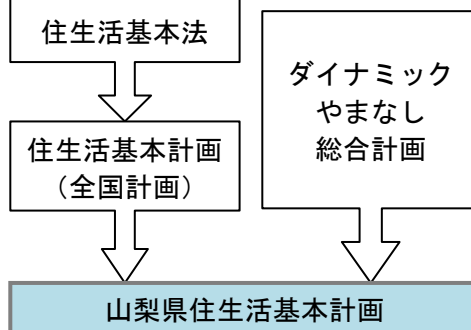 住生活基本法
住生活基本計画
（全国計画）
ダイナミック
やまなし
総合計画
山梨県住生活基本計画